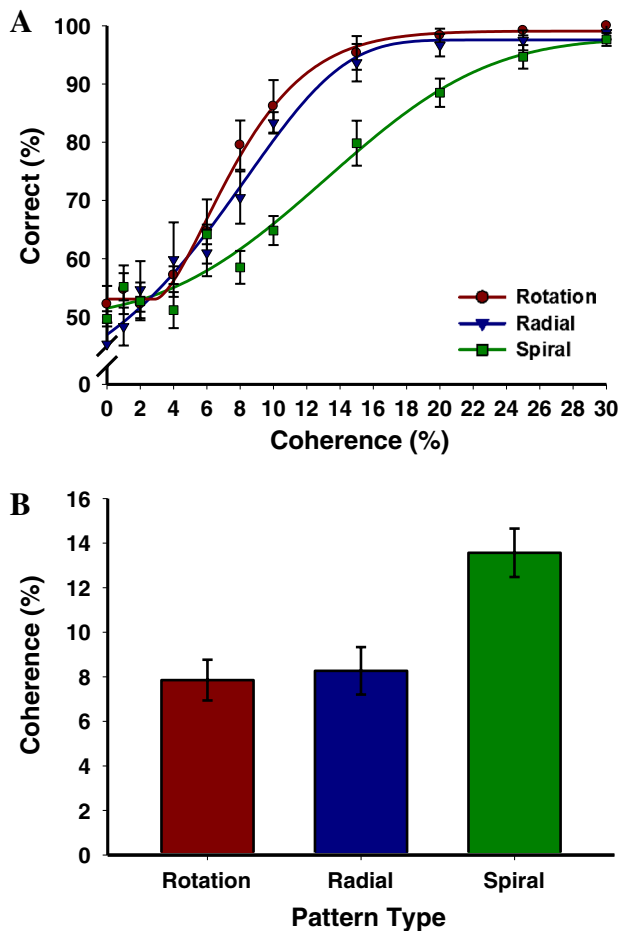 A
100
90
80
70
60
50
0
Correct (%)
Rotation
Radial
Spiral
0 2 4 6 8 10 12 14 16 18 20 22 24 26 28 30
Coherence (%)
B
16
14
12
10
8
6
4
2
0
Coherence (%)
Rotation Radial Spiral
Pattern Type